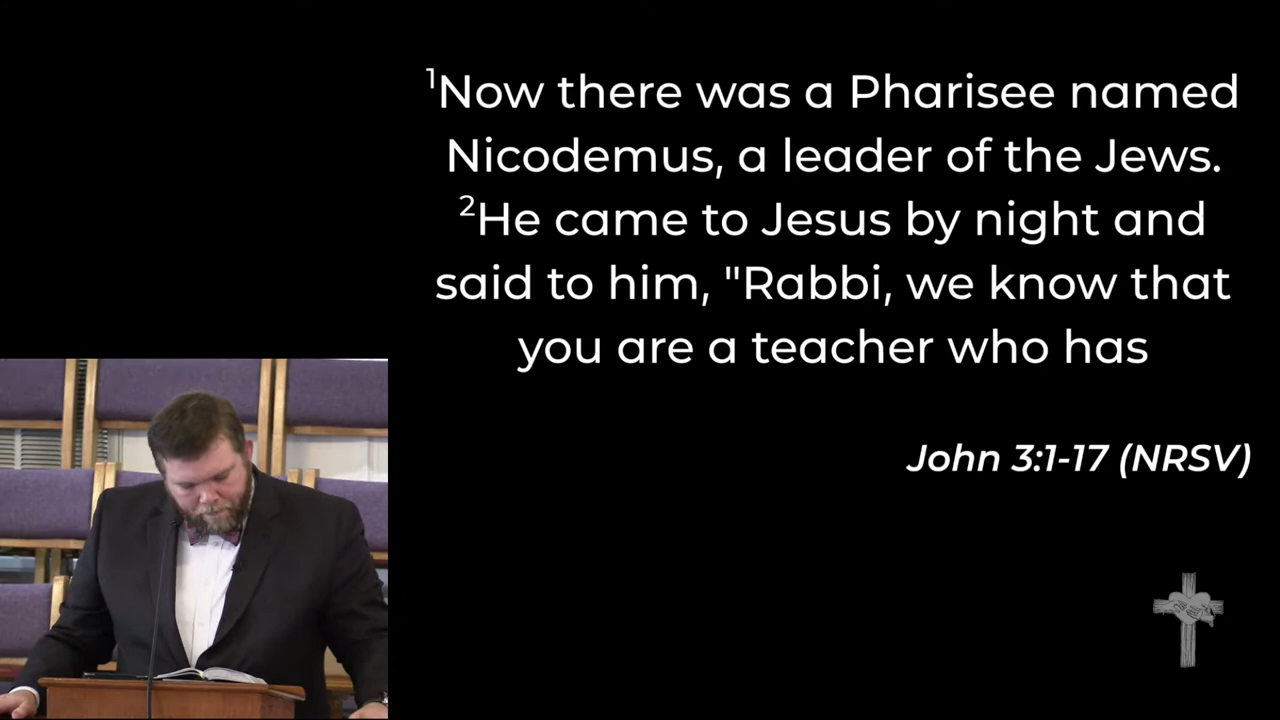 ¹Now there was a Pharisee named
Nicodemus, a leader of the Jews.
²He came to Jesus by night and
said to him, "Rabbi, we know that
you are a teacher who has
John 3:1-17 (NRSV)